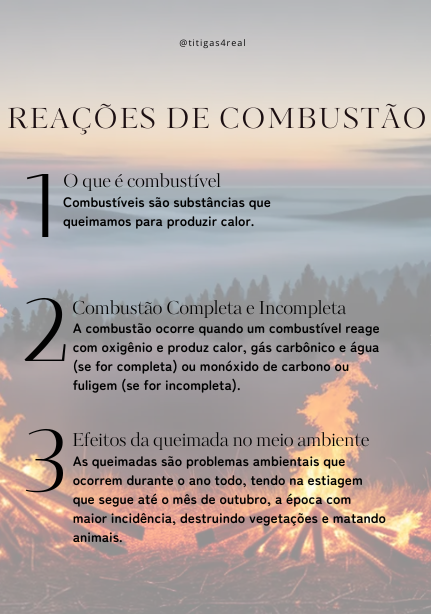 @titigas4real
REAÇÕES DE COMBUSTÃO
1
O que é combustível
Combustíveis são substâncias que
queimamos para produzir calor.
2
Combustão Completa e Incompleta
A combustão ocorre quando um combustível reage
com oxigênio e produz calor, gás carbônico e água
(se for completa) ou monóxido de carbono ou
fuligem (se for incompleta).
3
Efeitos da queimada no meio ambiente
As queimadas são problemas ambientais que
ocorrem durante o ano todo, tendo na estiagem
que segue até o mês de outubro, a época com
maior incidência, destruindo vegetações e matando
animais.